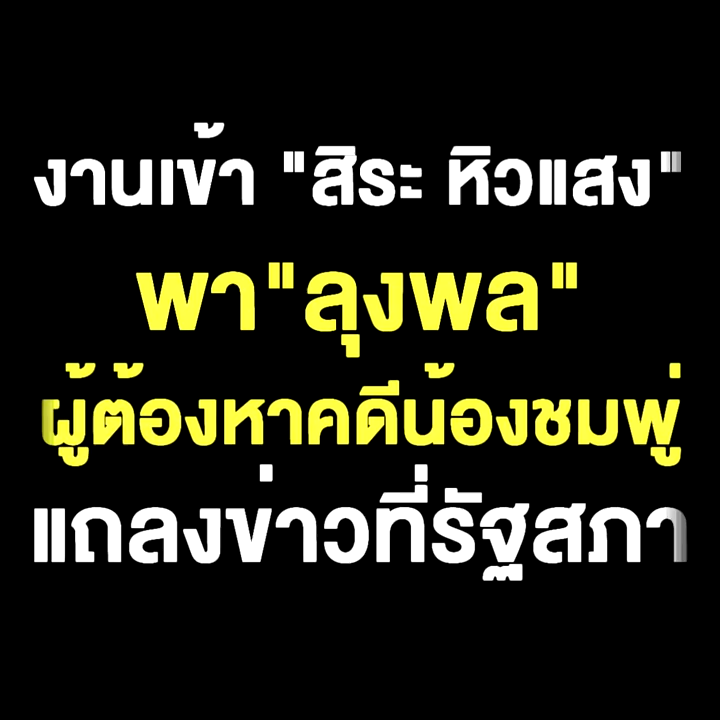 งานเข้า "สิระ หิวแสง"
พา"ลุงพล"
ผู้ต้องหาคดีน้องชมพู่
แถลงข่าวที่รัฐสภา